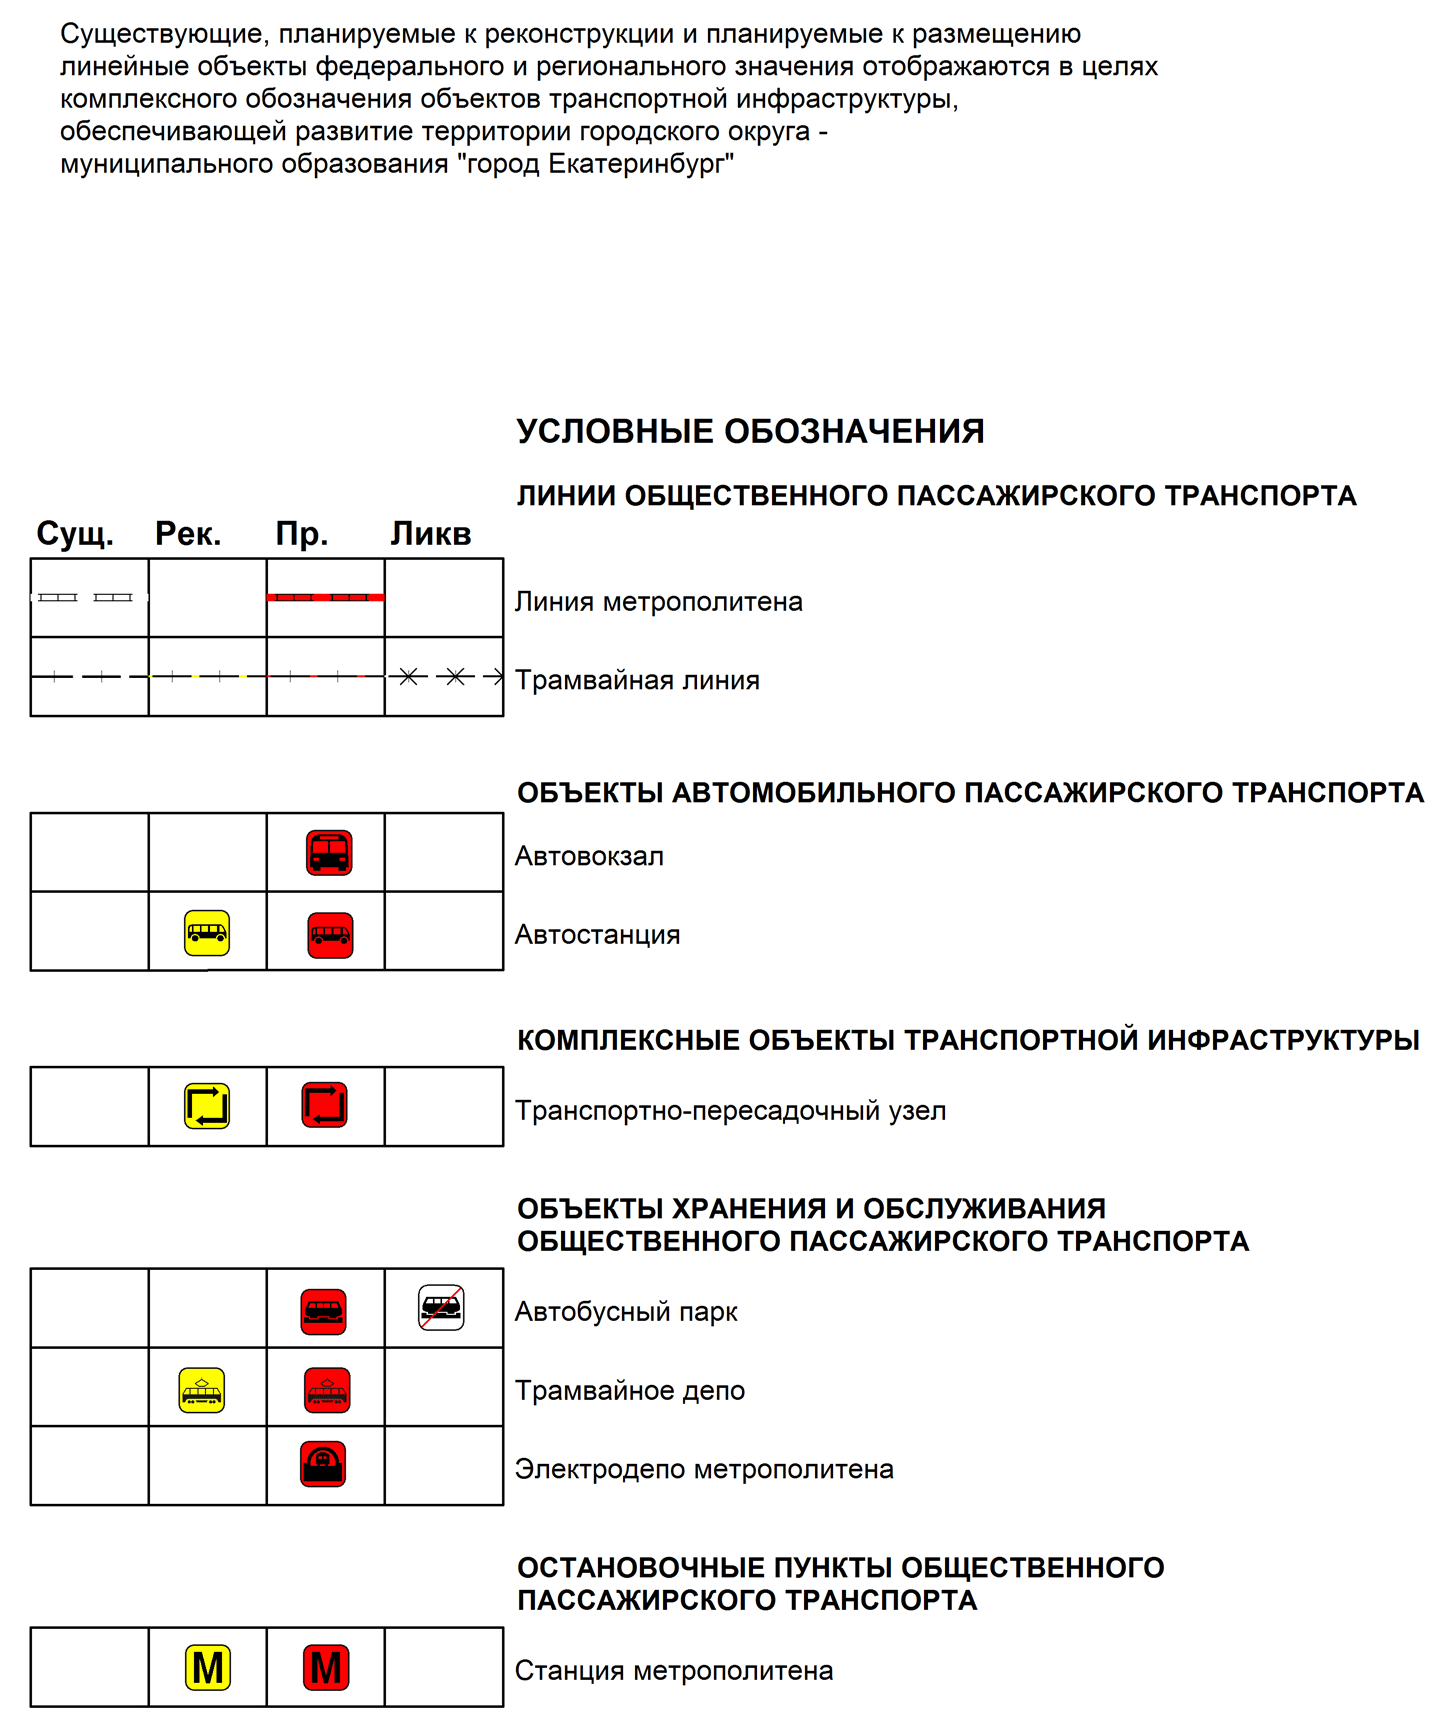 Существующие, планируемые к реконструкции и планируемые к размещению
линейные объекты федерального и регионального значения отображаются в целях
комплексного обозначения объектов транспортной инфраструктуры,
обеспечивающей развитие территории городского округа -
муниципального образования "город Екатеринбург"
УСЛОВНЫЕ ОБОЗНАЧЕНИЯ
ЛИНИИ ОБЩЕСТВЕННОГО ПАССАЖИРСКОГО ТРАНСПОРТА
Сущ. Рек. Пр. Ликв
Линия метрополитена
Трамвайная линия
ОБЪЕКТЫ АВТОМОБИЛЬНОГО ПАССАЖИРСКОГО ТРАНСПОРТА
Автовокзал
Автостанция
КОМПЛЕКСНЫЕ ОБЪЕКТЫ ТРАНСПОРТНОЙ ИНФРАСТРУКТУРЫ
Транспортно-пересадочный узел
ОБЪЕКТЫ ХРАНЕНИЯ И ОБСЛУЖИВАНИЯ
ОБЩЕСТВЕННОГО ПАССАЖИРСКОГО ТРАНСПОРТА
Автобусный парк
Трамвайное депо
Электродепо метрополитена
ОСТАНОВОЧНЫЕ ПУНКТЫ ОБЩЕСТВЕННОГО
ПАССАЖИРСКОГО ТРАНСПОРТА
М М Станция метрополитена